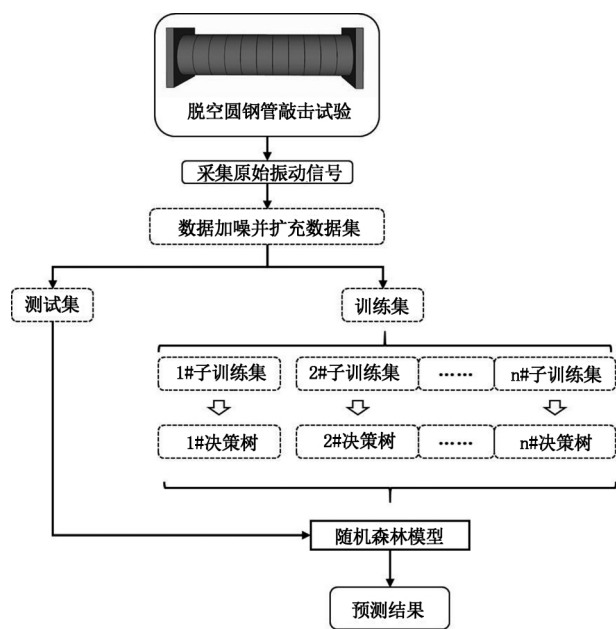 脱空圆钢管敲击试验
采集原始振动信号
数据加噪并扩充数据集
测试集
训练集
1#子训练集 2#子训练集 …… n#子训练集
1#决策树 2#决策树 …… n#决策树
随机森林模型
预测结果